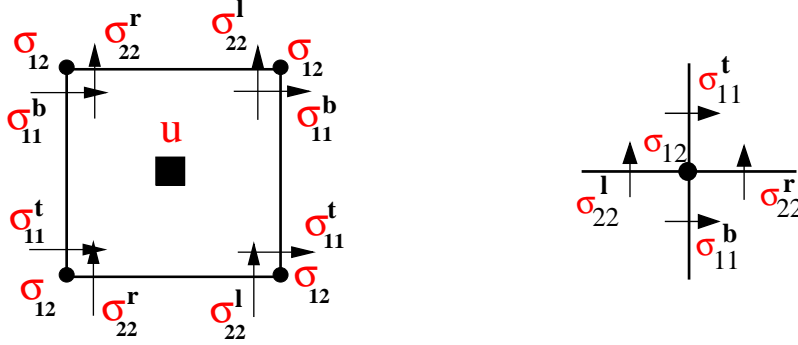 σ₁₂ σ₂₂ʳ σ₂₂ˡ σ₁₂
σ₁₁ᵇ σ₁₁ᵇ
u
σ₁₁ᵗ σ₁₁ᵗ
σ₁₂ σ₂₂ʳ σ₂₂ˡ σ₁₂
σ₁₁ᵗ
σ₁₂
σ₂₂ˡ σ₂₂ʳ
σ₁₁ᵇ